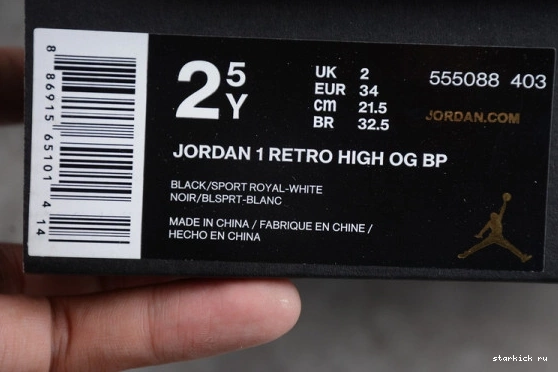 8 86915 65101 4 14
2 5Y
UK 2
EUR 34
cm 21.5
BR 32.5
555088 403
JORDAN.COM
JORDAN 1 RETRO HIGH OG BP
BLACK/SPORT ROYAL-WHITE
NOIR/BLSPRT-BLANC
MADE IN CHINA / FABRIQUE EN CHINE /
HECHO EN CHINA
starkick ru